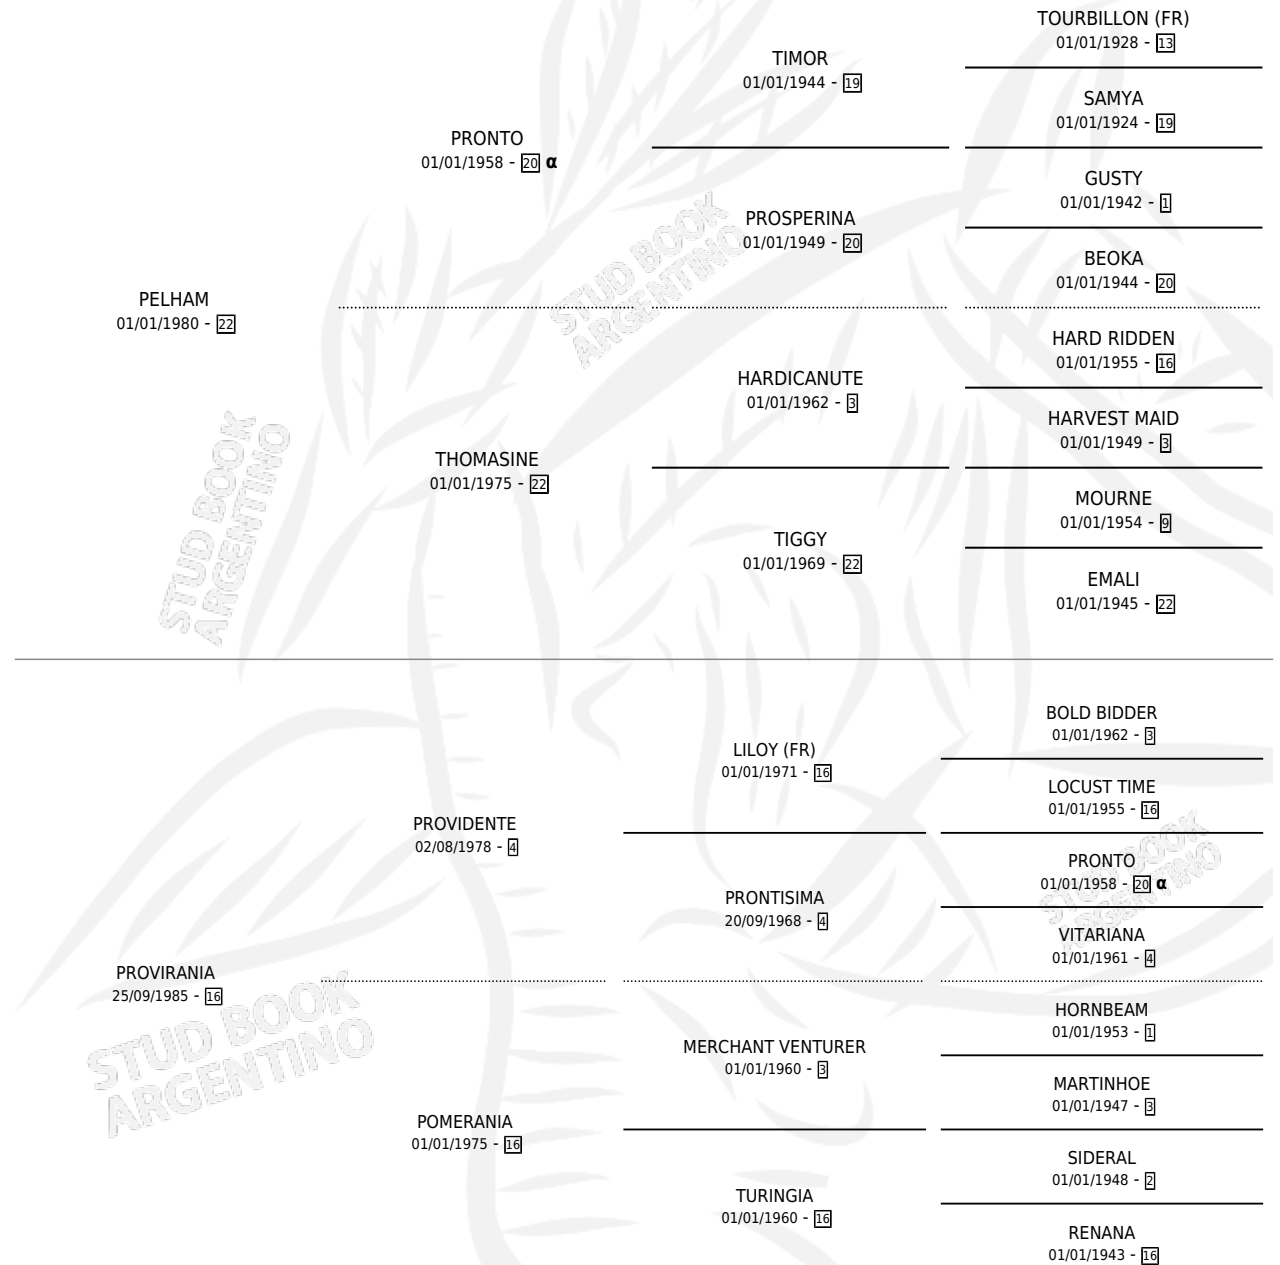 TOURBILLON (FR)
01/01/1928 - 13
TIMOR
01/01/1944 - 19
SAMYA
01/01/1924 - 19
PRONTO
01/01/1958 - 20 α
GUSTY
01/01/1942 - 1
PROSPERINA
01/01/1949 - 20
BEOKA
01/01/1944 - 20
PELHAM
01/01/1980 - 22
HARD RIDDEN
01/01/1955 - 16
HARDICANUTE
01/01/1962 - 3
HARVEST MAID
01/01/1949 - 3
THOMASINE
01/01/1975 - 22
MOURNE
01/01/1954 - 9
TIGGY
01/01/1969 - 22
EMALI
01/01/1945 - 22
BOLD BIDDER
01/01/1962 - 3
LILOY (FR)
01/01/1971 - 16
LOCUST TIME
01/01/1955 - 16
PROVIDENTE
02/08/1978 - 4
PRONTO
01/01/1958 - 20 α
PRONTISIMA
20/09/1968 - 4
VITARIANA
01/01/1961 - 4
PROVIRANIA
25/09/1985 - 16
HORNBEAM
01/01/1953 - 1
MERCHANT VENTURER
01/01/1960 - 3
MARTINHOE
01/01/1947 - 3
POMERANIA
01/01/1975 - 16
SIDERAL
01/01/1948 - 2
TURINGIA
01/01/1960 - 16
RENANA
01/01/1943 - 16
STUD BOOK
ARGENTINO
STUD BOOK
ARGENTINO
STUD BOOK
ARGENTINO
STUD BOOK
ARGENTINO